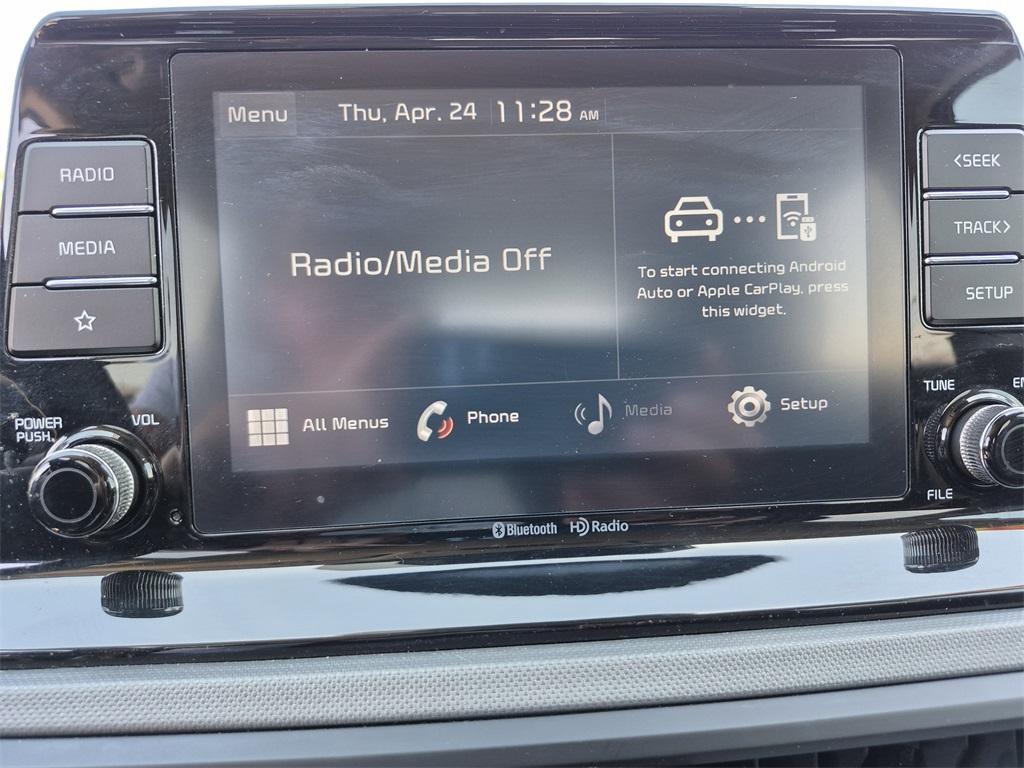 Menu
Thu, Apr. 24
11:28 AM
RADIO
MEDIA
Radio/Media Off
To start connecting Android
Auto or Apple CarPlay, press
this widget.
<SEEK
TRACK>
SETUP
All Menus
Phone
Media
Setup
POWER
PUSH
VOL
TUNE
FILE
Bluetooth
HD Radio